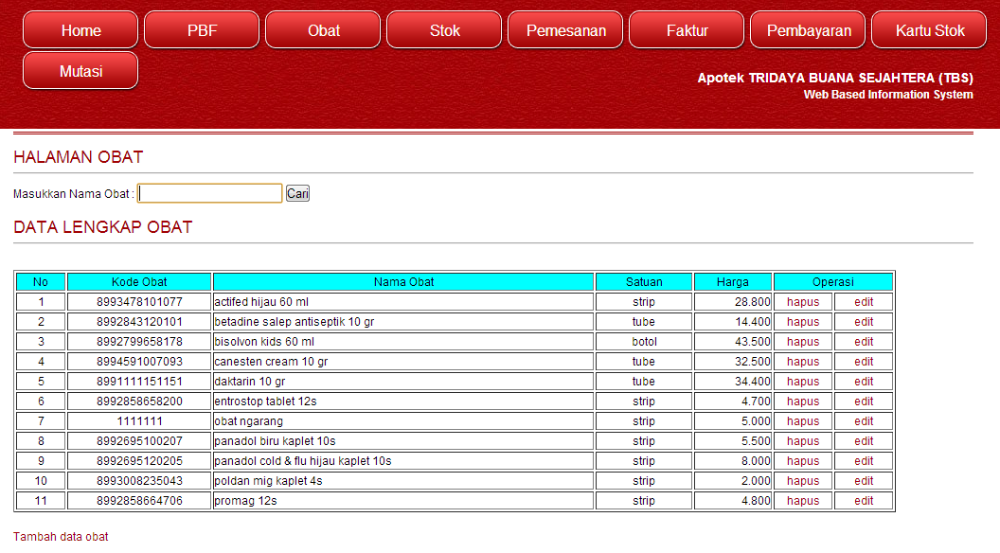 Home PBF Obat Stok Pemesanan Faktur Pembayaran Kartu Stok
Mutasi
Apotek TRIDAYA BUANA SEJAHTERA (TBS)
Web Based Information System
HALAMAN OBAT
Masukkan Nama Obat : Cari
DATA LENGKAP OBAT
No Kode Obat Nama Obat Satuan Harga Operasi
1 8993478101077 actifed hijau 60 ml strip 28.800 hapus edit
2 8992843120101 betadine salep antiseptik 10 gr tube 14.400 hapus edit
3 8992799658178 bisolvon kids 60 ml botol 43.500 hapus edit
4 8994591007093 canesten cream 10 gr tube 32.500 hapus edit
5 8991111151151 daktarin 10 gr tube 34.400 hapus edit
6 8992858658200 entrostop tablet 12s strip 4.700 hapus edit
7 1111111 obat ngarang strip 5.000 hapus edit
8 8992695100207 panadol biru kaplet 10s strip 5.500 hapus edit
9 8992695120205 panadol cold & flu hijau kaplet 10s strip 8.000 hapus edit
10 8993008235043 poldan mig kaplet 4s strip 2.000 hapus edit
11 8992858664706 promag 12s strip 4.800 hapus edit
Tambah data obat